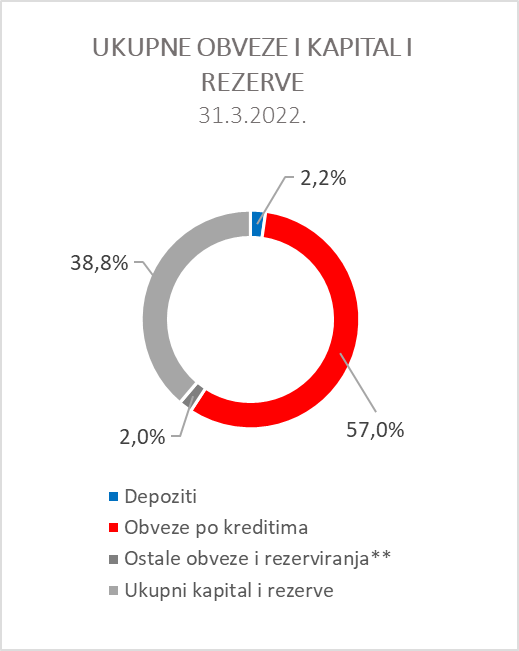 UKUPNE OBVEZE I KAPITAL I
REZERVE
31.3.2022.
2,2%
38,8%
2,0%
57,0%
Depoziti
Obveze po kreditima
Ostale obveze i rezerviranja**
Ukupni kapital i rezerve